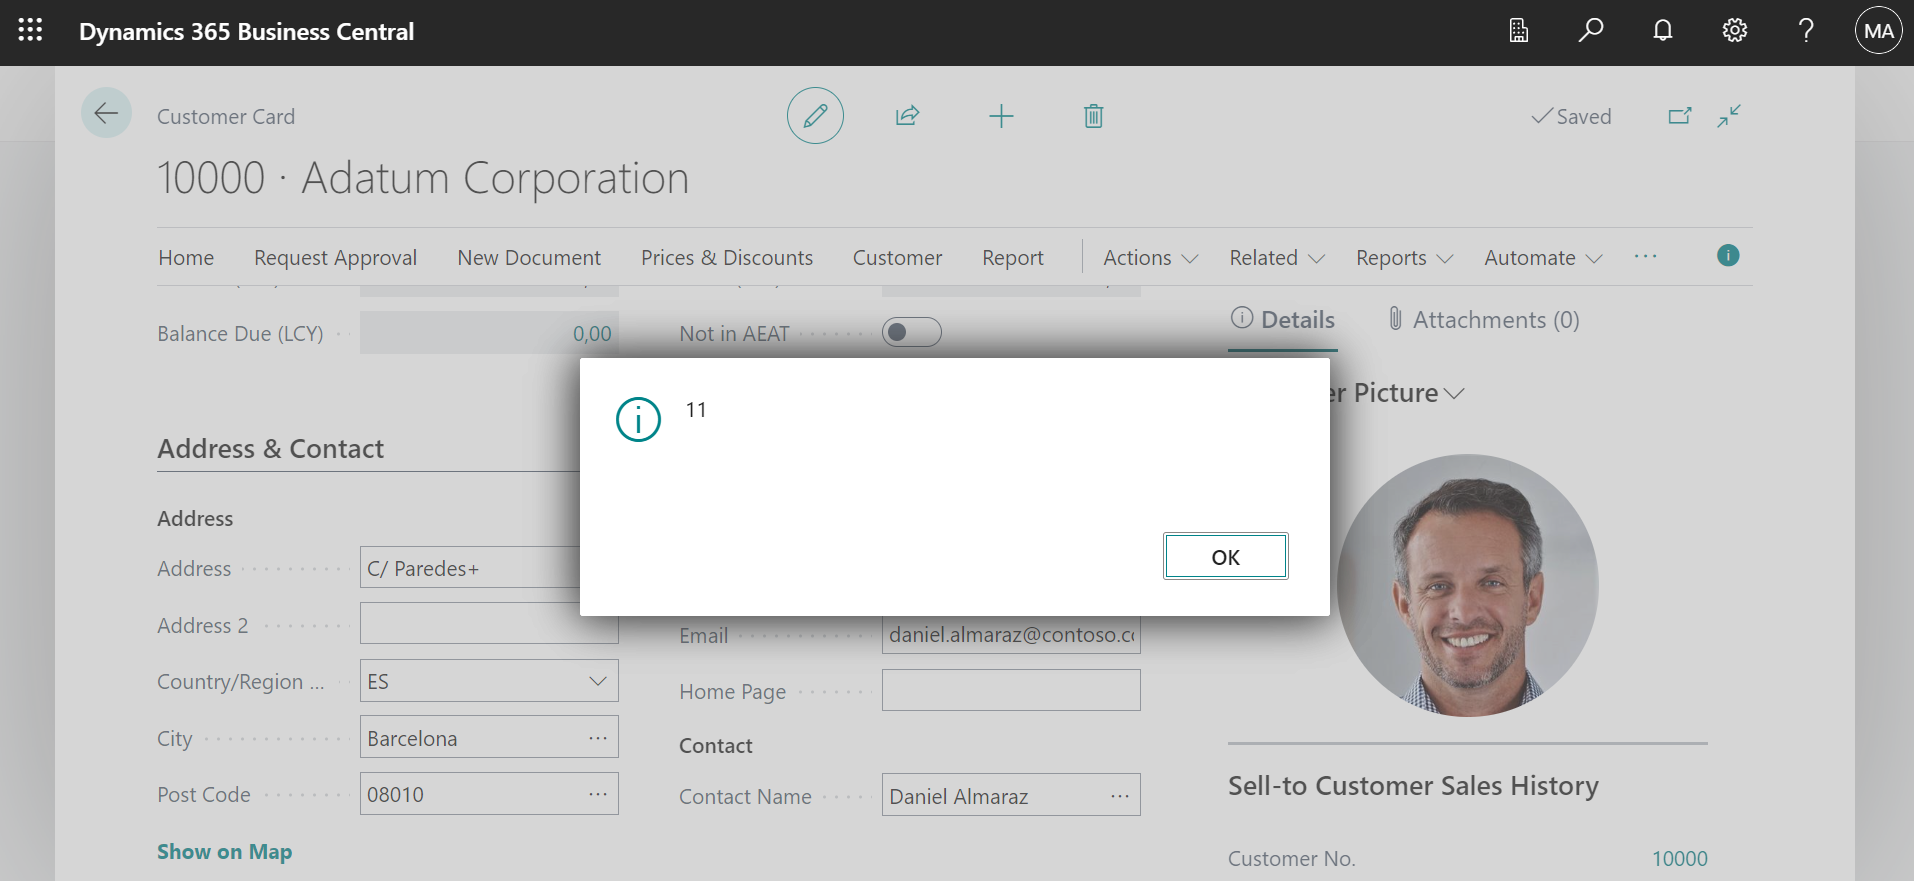 Dynamics 365 Business Central
MA
Customer Card
Saved
10000 · Adatum Corporation
Home Request Approval New Document Prices & Discounts Customer Report Actions Related Reports Automate ...
Balance Due (LCY) 0,00
Not in AEAT
Details Attachments (0)
er Picture
11
OK
Address & Contact
Address
Address C/ Paredes+
Address 2
Country/Region ... ES
City Barcelona ...
Post Code 08010 ...
Show on Map
Email daniel.almaraz@contoso.co
Home Page
Contact
Contact Name Daniel Almaraz ...
Sell-to Customer Sales History
Customer No. 10000